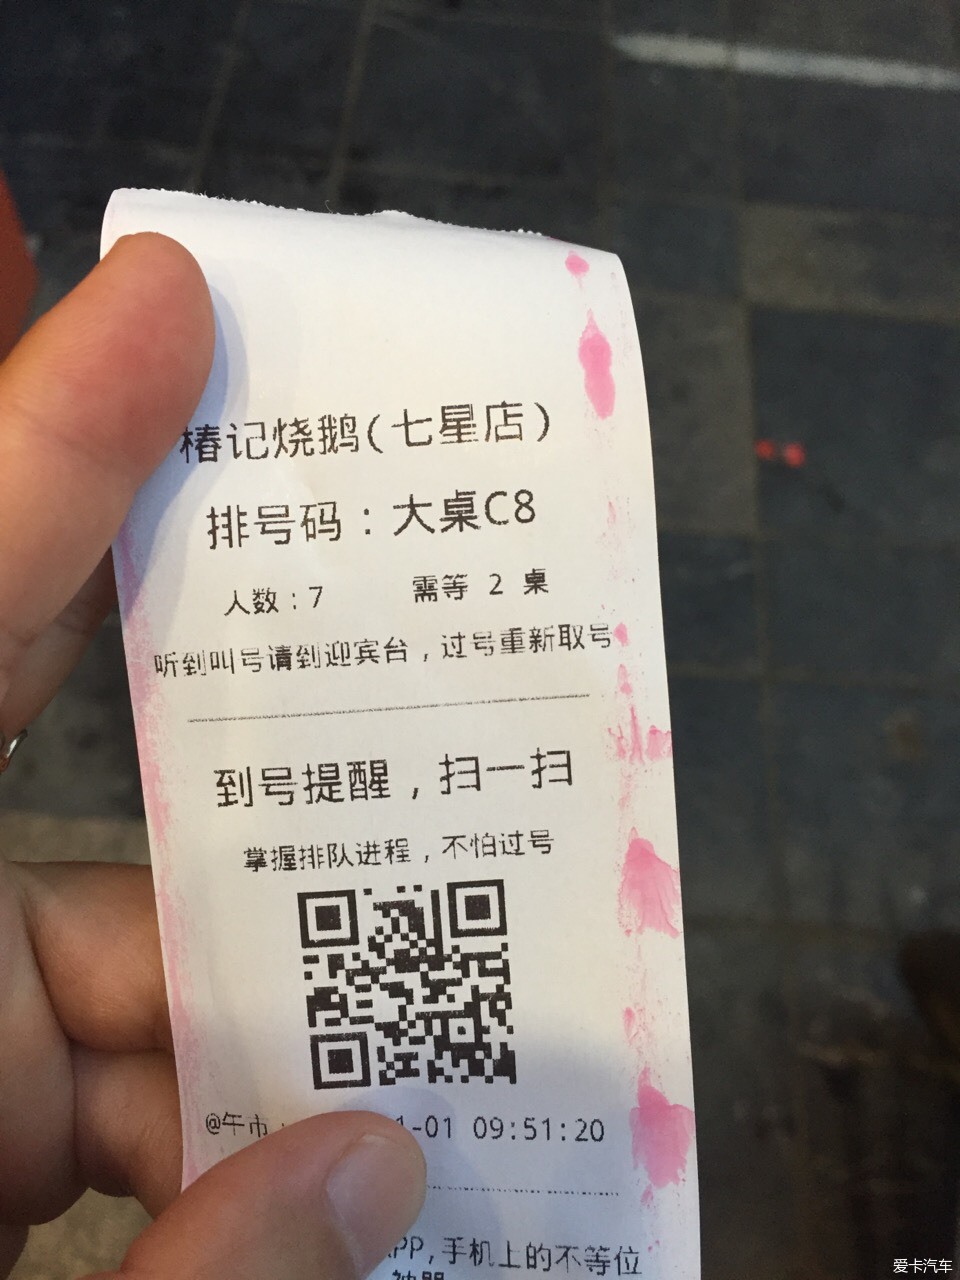 椿记烧鹅(七星店)
排号码：大桌C8
人数：7 需等 2 桌
听到叫号请到迎宾台，过号重新取号
到号提醒，扫一扫
掌握排队进程，不怕过号
@午市： 1-01 09:51:20
APP,手机上的不等位
神器
爱卡汽车